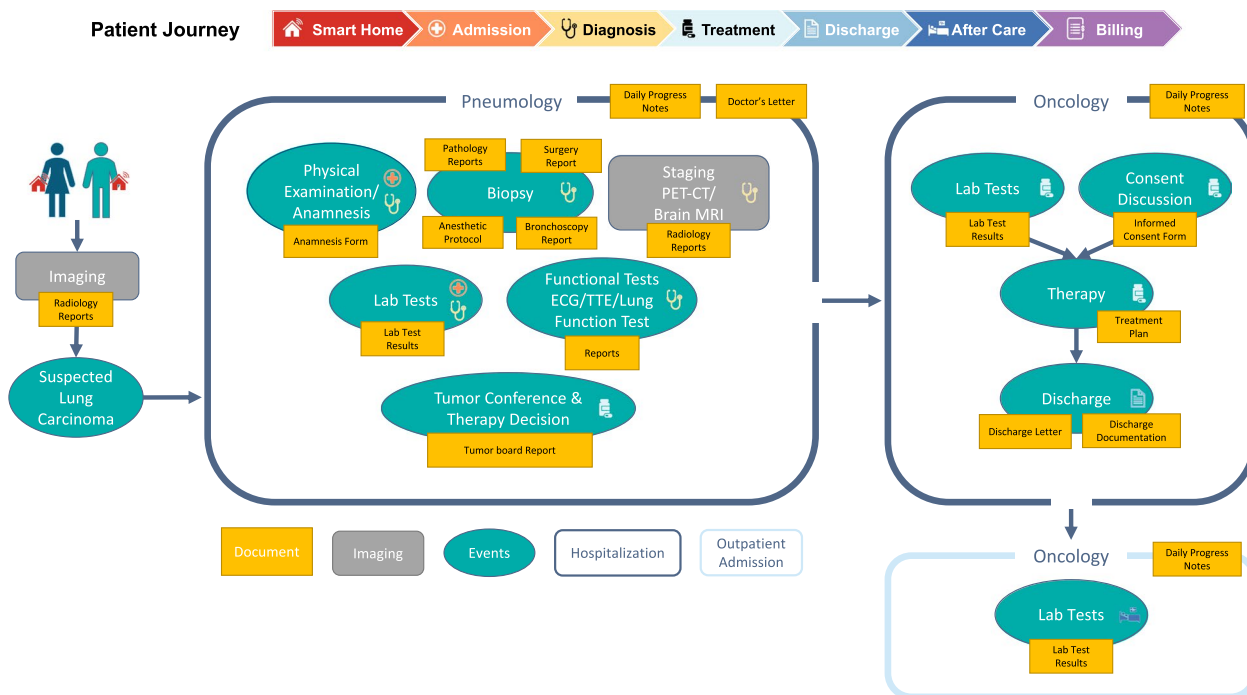 Patient Journey
Smart Home
Admission
Diagnosis
Treatment
Discharge
After Care
Billing
Pneumology
Daily Progress
Notes
Doctor's Letter
Oncology
Daily Progress
Notes
Physical
Examination/
Anamnesis
Anamnesis Form
Pathology
Reports
Surgery
Report
Biopsy
Anesthetic
Protocol
Bronchoscopy
Report
Staging
PET-CT/
Brain MRI
Radiology
Reports
Lab Tests
Lab Test
Results
Consent
Discussion
Informed
Consent Form
Imaging
Radiology
Reports
Lab Tests
Lab Test
Results
Functional Tests
ECG/TTE/Lung
Function Test
Reports
Therapy
Treatment
Plan
Suspected
Lung
Carcinoma
Tumor Conference &
Therapy Decision
Tumor board Report
Discharge
Discharge Letter
Discharge
Documentation
Document
Imaging
Events
Hospitalization
Outpatient
Admission
Oncology
Daily Progress
Notes
Lab Tests
Lab Test
Results